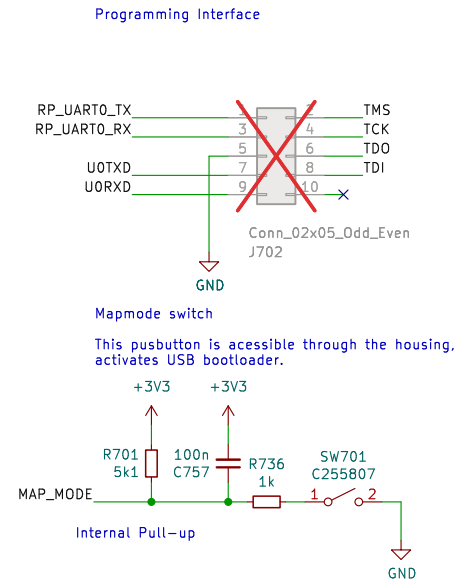 Programming Interface
RP_UART0_TX 1 2 TMS
RP_UART0_RX 3 4 TCK
5 6 TDO
U0TXD 7 8 TDI
U0RXD 9 10
Conn_02x05_Odd_Even
J702
GND
Mapmode switch
This pusbutton is acessible through the housing,
activates USB bootloader.
+3V3 +3V3
R701 100n
5k1 C757
R736
1k
SW701
C255807
MAP_MODE 1 2
Internal Pull-up
GND